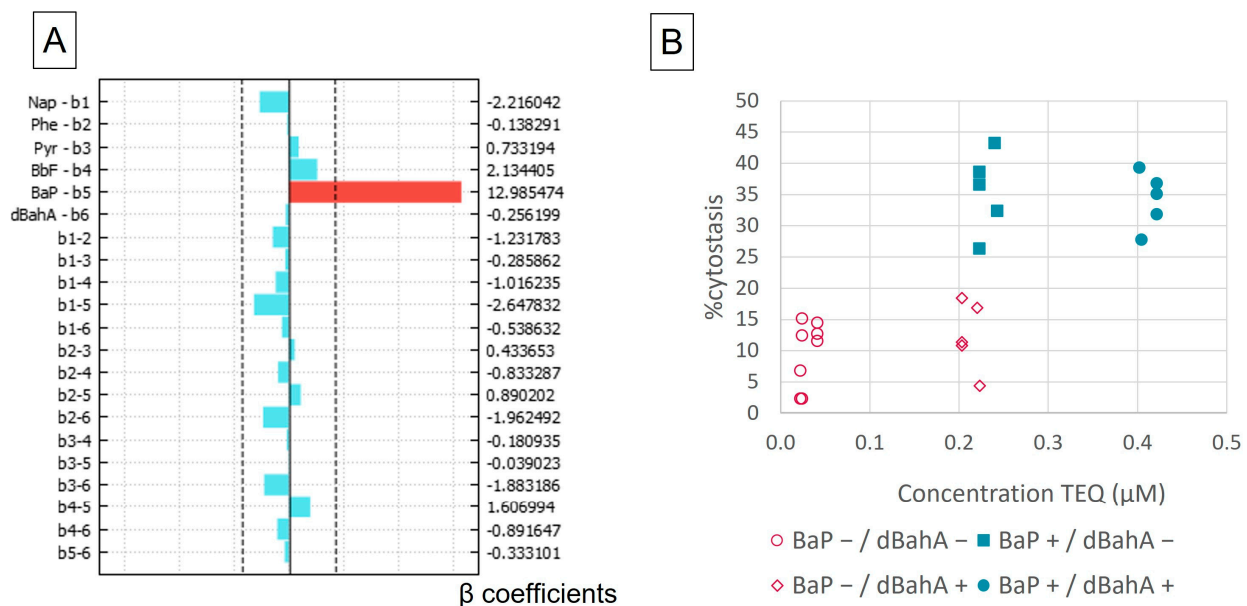 A
Nap - b1 -2.216042
Phe - b2 -0.138291
Pyr - b3 0.733194
BbF - b4 2.134405
BaP - b5 12.985474
dBahA - b6 -0.256199
b1-2 -1.231783
b1-3 -0.285862
b1-4 -1.016235
b1-5 -2.647832
b1-6 -0.538632
b2-3 0.433653
b2-4 -0.833287
b2-5 0.890202
b2-6 -1.962492
b3-4 -0.180935
b3-5 -0.039023
b3-6 -1.883186
b4-5 1.606994
b4-6 -0.891647
b5-6 -0.333101
β coefficients
B
%cytostasis
50
45
40
35
30
25
20
15
10
5
0
0.0 0.1 0.2 0.3 0.4 0.5
Concentration TEQ (µM)
BaP − / dBahA − BaP + / dBahA −
BaP − / dBahA + BaP + / dBahA +